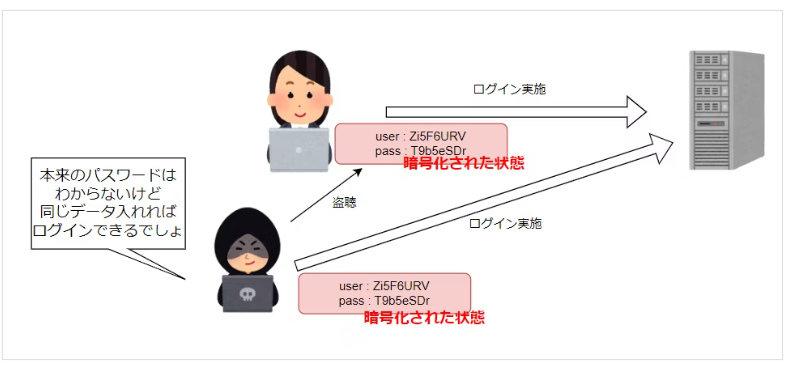 ログイン実施
user : Zi5F6URV
pass : T9b5eSDr
暗号化された状態
本来のパスワードは
わからないけど
同じデータ入れれば
ログインできるでしょ
盗聴
ログイン実施
user : Zi5F6URV
pass : T9b5eSDr
暗号化された状態